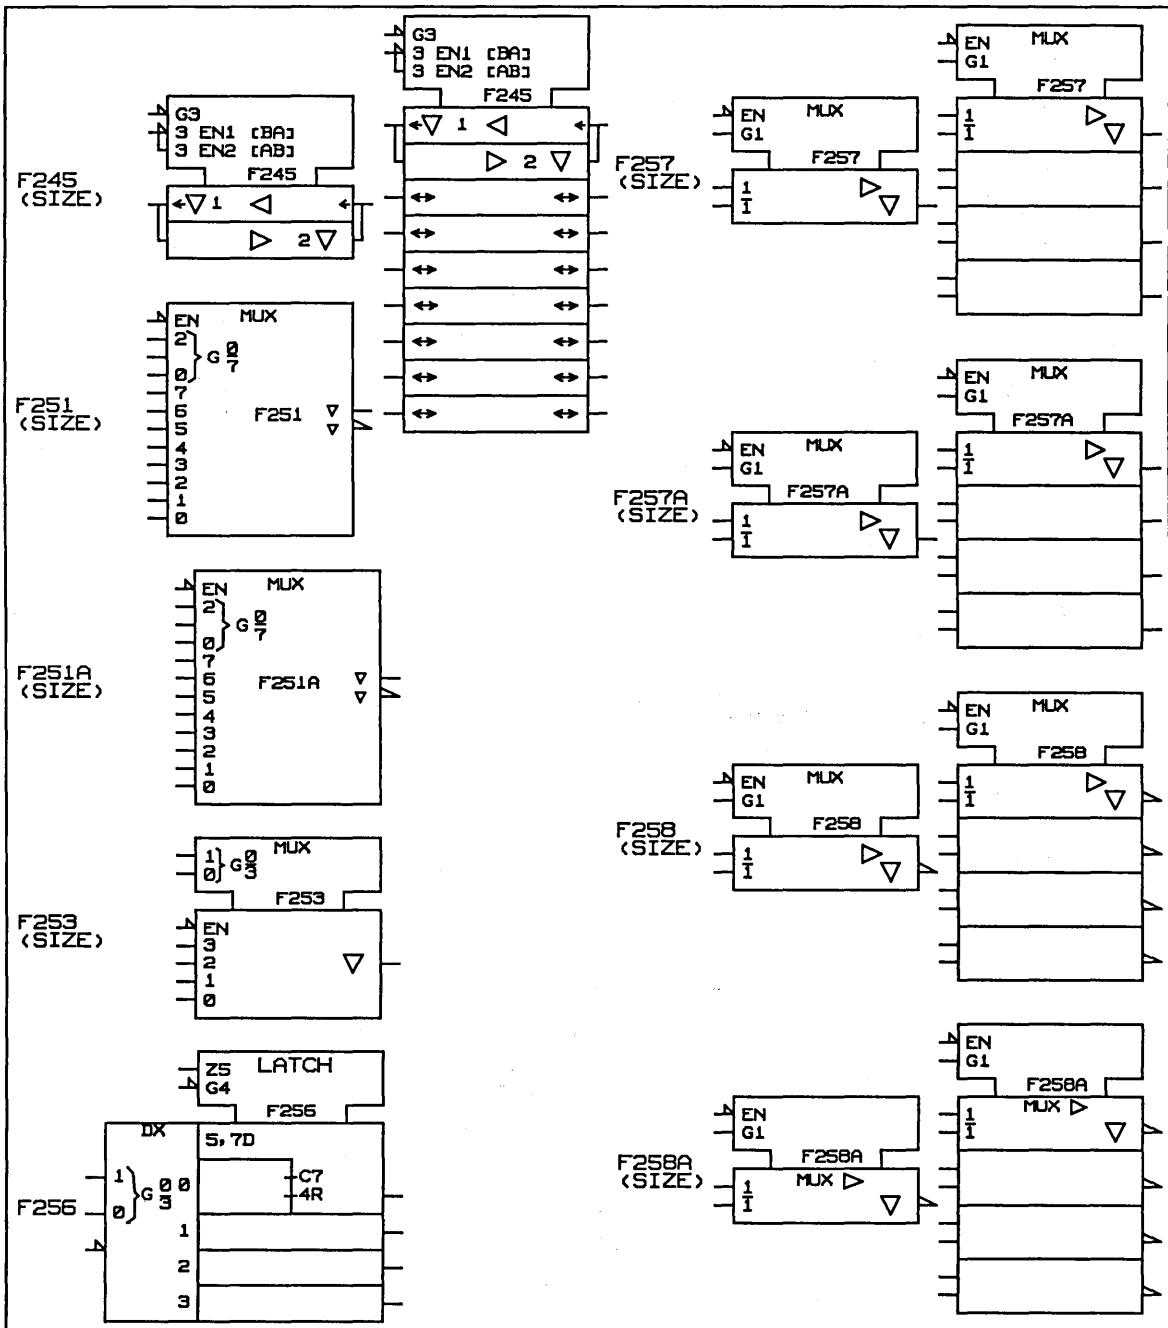 G3
3 EN1 [BA]
3 EN2 [AB]
F245
1
2
F245
(SIZE)
G3
3 EN1 [BA]
3 EN2 [AB]
F245
1
2
F251
(SIZE)
EN MUX
2
G 0/7
0
7
6
5
4
3
2
1
0
F251
F251A
(SIZE)
EN MUX
2
G 0/7
0
7
6
5
4
3
2
1
0
F251A
F253
(SIZE)
MUX
1
0
G 0/3
F253
EN
3
2
1
0
F256
Z5 LATCH
G4
F256
DX
5,7D
1
G 0/3
0
0
C7
4R
1
2
3
F257
(SIZE)
EN MUX
G1
F257
1
1
EN MUX
G1
F257
1
1
F257A
(SIZE)
EN MUX
G1
F257A
1
1
EN MUX
G1
F257A
1
1
F258
(SIZE)
EN MUX
G1
F258
1
1
EN MUX
G1
F258
1
1
F258A
(SIZE)
EN
G1
F258A
MUX
1
1
EN
G1
F258A
MUX
1
1